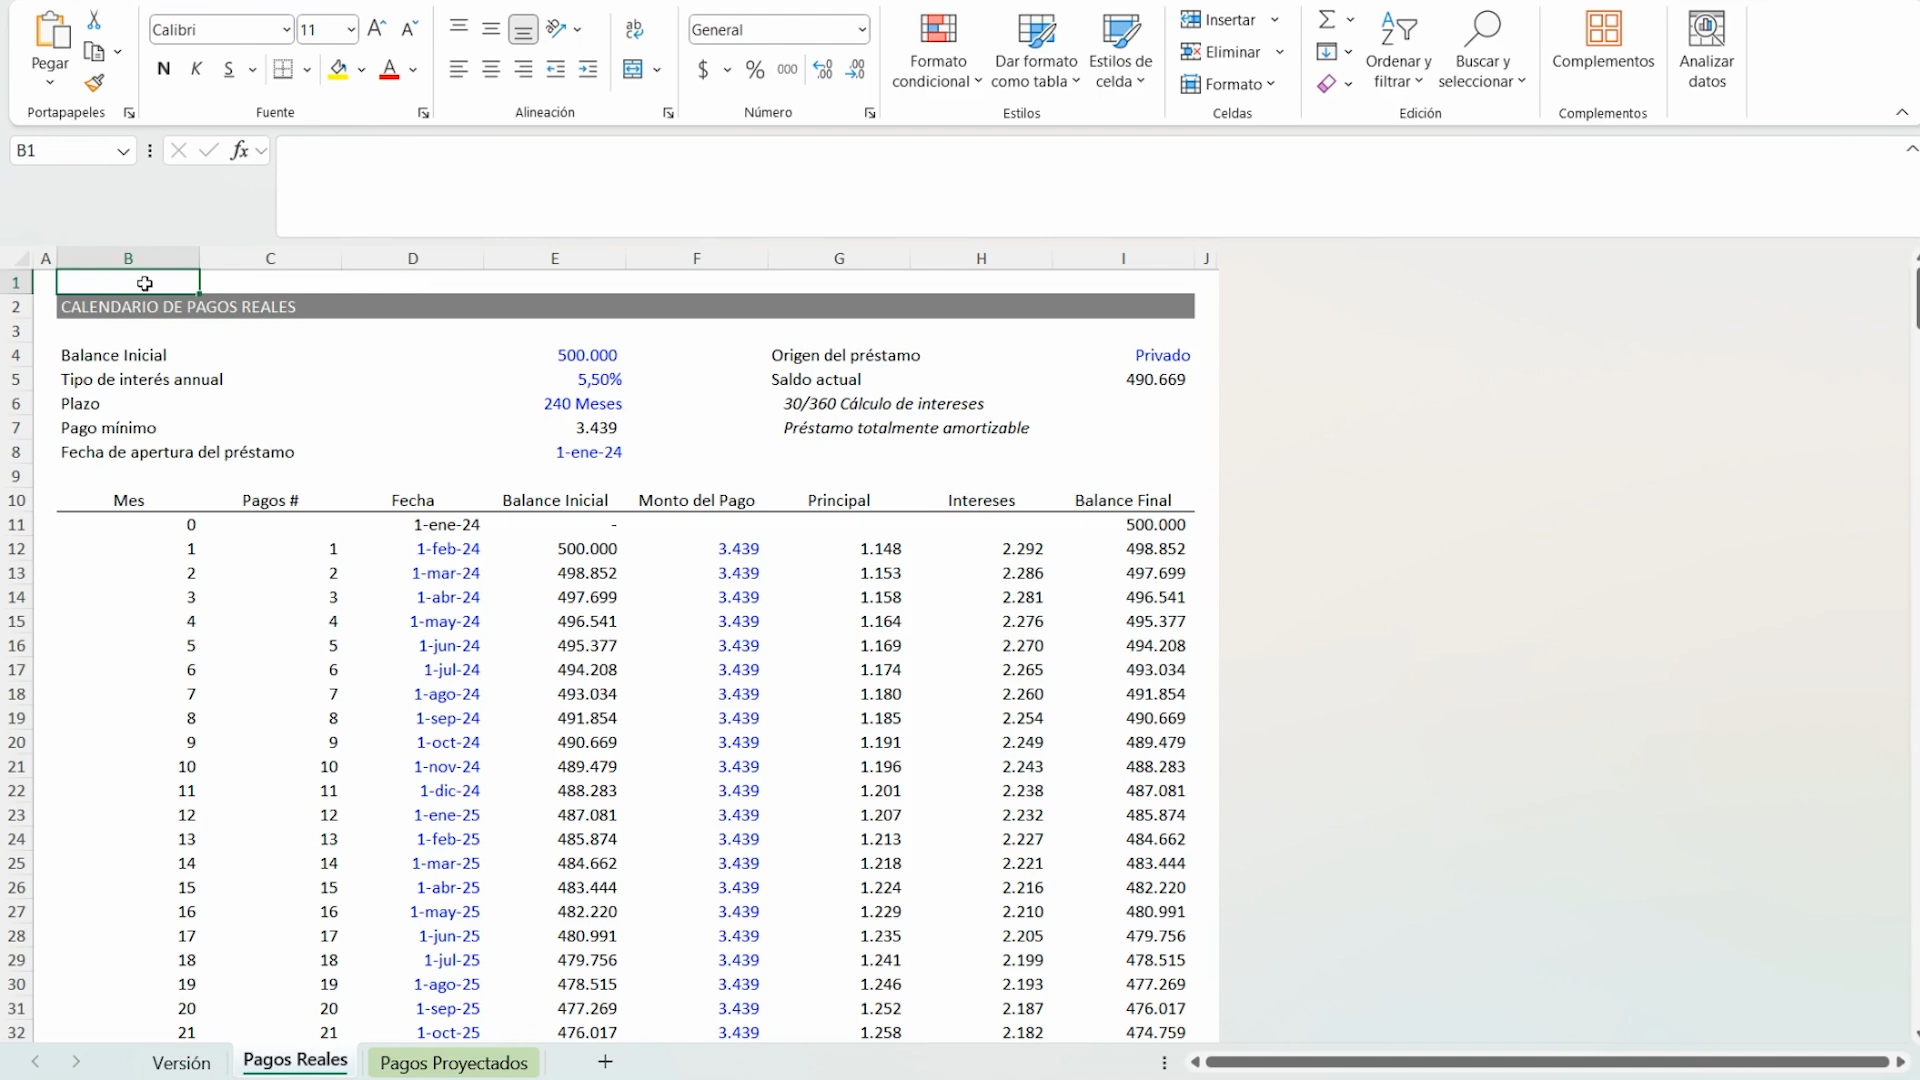 Pegar
Portapapeles
Calibri 11
N K S
Fuente
Alineación
General
$ % 000
Número
Formato condicional
Dar formato como tabla
Estilos de celda
Estilos
Insertar
Eliminar
Formato
Celdas
Ordenar y filtrar
Buscar y seleccionar
Edición
Complementos
Complementos
Analizar datos
B1 fx
A B C D E F G H I J
1
2 CALENDARIO DE PAGOS REALES
3
4 Balance Inicial 500.000 Origen del préstamo Privado
5 Tipo de interés annual 5,50% Saldo actual 490.669
6 Plazo 240 Meses 30/360 Cálculo de intereses
7 Pago mínimo 3.439 Préstamo totalmente amortizable
8 Fecha de apertura del préstamo 1-ene-24
9
10 Mes Pagos # Fecha Balance Inicial Monto del Pago Principal Intereses Balance Final
11 0 1-ene-24 - 500.000
12 1 1 1-feb-24 500.000 3.439 1.148 2.292 498.852
13 2 2 1-mar-24 498.852 3.439 1.153 2.286 497.699
14 3 3 1-abr-24 497.699 3.439 1.158 2.281 496.541
15 4 4 1-may-24 496.541 3.439 1.164 2.276 495.377
16 5 5 1-jun-24 495.377 3.439 1.169 2.270 494.208
17 6 6 1-jul-24 494.208 3.439 1.174 2.265 493.034
18 7 7 1-ago-24 493.034 3.439 1.180 2.260 491.854
19 8 8 1-sep-24 491.854 3.439 1.185 2.254 490.669
20 9 9 1-oct-24 490.669 3.439 1.191 2.249 489.479
21 10 10 1-nov-24 489.479 3.439 1.196 2.243 488.283
22 11 11 1-dic-24 488.283 3.439 1.201 2.238 487.081
23 12 12 1-ene-25 487.081 3.439 1.207 2.232 485.874
24 13 13 1-feb-25 485.874 3.439 1.213 2.227 484.662
25 14 14 1-mar-25 484.662 3.439 1.218 2.221 483.444
26 15 15 1-abr-25 483.444 3.439 1.224 2.216 482.220
27 16 16 1-may-25 482.220 3.439 1.229 2.210 480.991
28 17 17 1-jun-25 480.991 3.439 1.235 2.205 479.756
29 18 18 1-jul-25 479.756 3.439 1.241 2.199 478.515
30 19 19 1-ago-25 478.515 3.439 1.246 2.193 477.269
31 20 20 1-sep-25 477.269 3.439 1.252 2.187 476.017
32 21 21 1-oct-25 476.017 3.439 1.258 2.182 474.759
Versión Pagos Reales Pagos Proyectados +